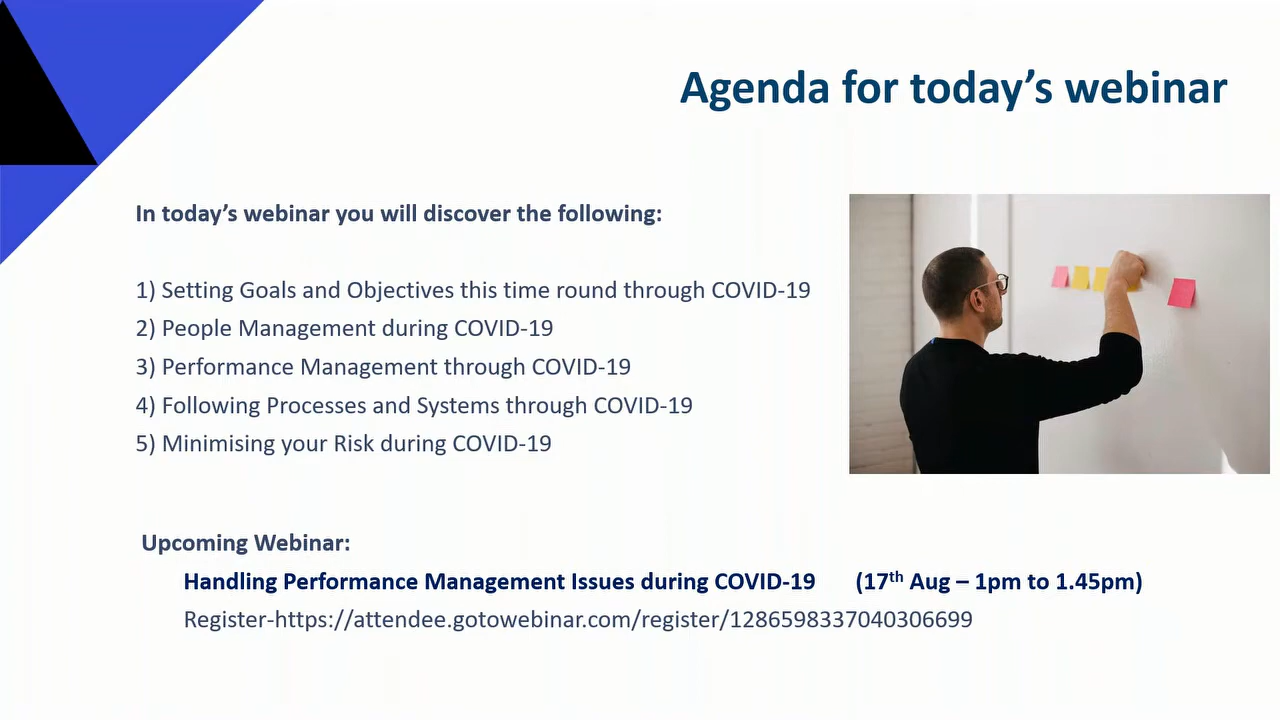 Agenda for today’s webinar
In today’s webinar you will discover the following:
1) Setting Goals and Objectives this time round through COVID-19
2) People Management during COVID-19
3) Performance Management through COVID-19
4) Following Processes and Systems through COVID-19
5) Minimising your Risk during COVID-19
Upcoming Webinar:
Handling Performance Management Issues during COVID-19 (17th Aug – 1pm to 1.45pm)
Register-https://attendee.gotowebinar.com/register/1286598337040306699